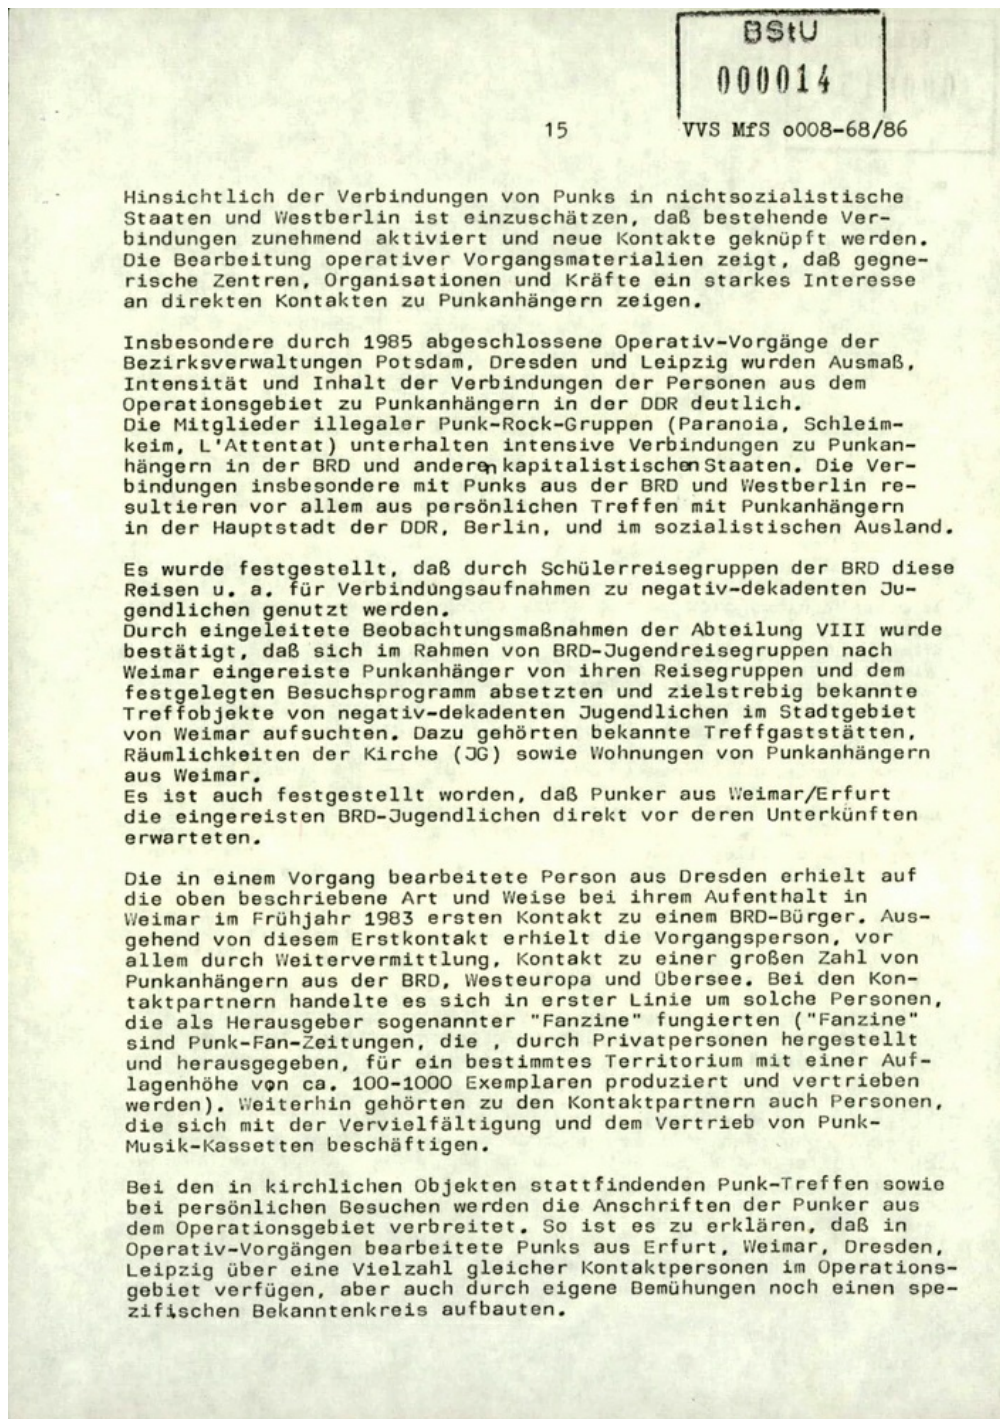 BStU
000014
15 VVS MfS o008-68/86
Hinsichtlich der Verbindungen von Punks in nichtsozialistische
Staaten und Westberlin ist einzuschätzen, daß bestehende Ver-
bindungen zunehmend aktiviert und neue Kontakte geknüpft werden.
Die Bearbeitung operativer Vorgangsmaterialien zeigt, daß gegne-
rische Zentren, Organisationen und Kräfte ein starkes Interesse
an direkten Kontakten zu Punkanhängern zeigen.
Insbesondere durch 1985 abgeschlossene Operativ-Vorgänge der
Bezirksverwaltungen Potsdam, Dresden und Leipzig wurden Ausmaß,
Intensität und Inhalt der Verbindungen der Personen aus dem
Operationsgebiet zu Punkanhängern in der DDR deutlich.
Die Mitglieder illegaler Punk-Rock-Gruppen (Paranoia, Schleim-
keim, L'Attentat) unterhalten intensive Verbindungen zu Punkan-
hängern in der BRD und anderen kapitalistischen Staaten. Die Ver-
bindungen insbesondere mit Punks aus der BRD und Westberlin re-
sultieren vor allem aus persönlichen Treffen mit Punkanhängern
in der Hauptstadt der DDR, Berlin, und im sozialistischen Ausland.
Es wurde festgestellt, daß durch Schülerreisegruppen der BRD diese
Reisen u. a. für Verbindungsaufnahmen zu negativ-dekadenten Ju-
gendlichen genutzt werden.
Durch eingeleitete Beobachtungsmaßnahmen der Abteilung VIII wurde
bestätigt, daß sich im Rahmen von BRD-Jugendreisegruppen nach
Weimar eingereiste Punkanhänger von ihren Reisegruppen und dem
festgelegten Besuchsprogramm absetzten und zielstrebig bekannte
Treffobjekte von negativ-dekadenten Jugendlichen im Stadtgebiet
von Weimar aufsuchten. Dazu gehörten bekannte Treffgaststätten,
Räumlichkeiten der Kirche (JG) sowie Wohnungen von Punkanhängern
aus Weimar.
Es ist auch festgestellt worden, daß Punker aus Weimar/Erfurt
die eingereisten BRD-Jugendlichen direkt vor deren Unterkünften
erwarteten.
Die in einem Vorgang bearbeitete Person aus Dresden erhielt auf
die oben beschriebene Art und Weise bei ihrem Aufenthalt in
Weimar im Frühjahr 1983 ersten Kontakt zu einem BRD-Bürger. Aus-
gehend von diesem Erstkontakt erhielt die Vorgangsperson, vor
allem durch Weitervermittlung, Kontakt zu einer großen Zahl von
Punkanhängern aus der BRD, Westeuropa und Übersee. Bei den Kon-
taktpartnern handelte es sich in erster Linie um solche Personen,
die als Herausgeber sogenannter "Fanzine" fungierten ("Fanzine"
sind Punk-Fan-Zeitungen, die , durch Privatpersonen hergestellt
und herausgegeben, für ein bestimmtes Territorium mit einer Auf-
lagenhöhe von ca. 100-1000 Exemplaren produziert und vertrieben
werden). Weiterhin gehörten zu den Kontaktpartnern auch Personen,
die sich mit der Vervielfältigung und dem Vertrieb von Punk-
Musik-Kassetten beschäftigen.
Bei den in kirchlichen Objekten stattfindenden Punk-Treffen sowie
bei persönlichen Besuchen werden die Anschriften der Punker aus
dem Operationsgebiet verbreitet. So ist es zu erklären, daß in
Operativ-Vorgängen bearbeitete Punks aus Erfurt, Weimar, Dresden,
Leipzig über eine Vielzahl gleicher Kontaktpersonen im Operations-
gebiet verfügen, aber auch durch eigene Bemühungen noch einen spe-
zifischen Bekanntenkreis aufbauten.